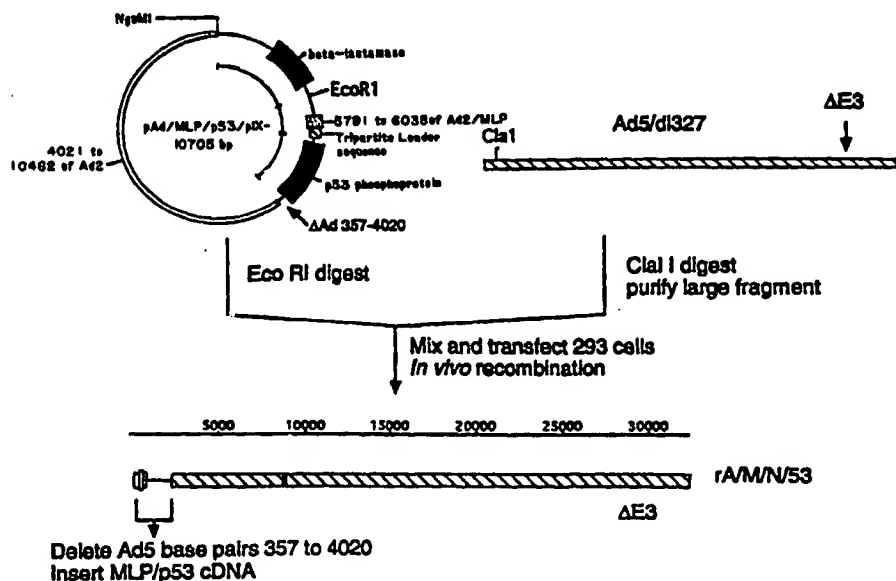 NgoMI
beta-lactamase
EcoR1
5791 to 6035of Ad2/MLP
Tripartite Leader
sequence
p53 phosphoprotein
ΔAd 357-4020
pAd/MLP/p53/pIX-
10705 bp
4021 to
10462 of Ad2
Ad5/dl327
ΔE3
Cla1
Eco RI digest
ClaI I digest
purify large fragment
Mix and transfect 293 cells
In vivo recombination
5000 10000 15000 20000 25000 30000
rA/M/N/53
ΔE3
Delete Ad5 base pairs 357 to 4020
Insert MLP/p53 cDNA